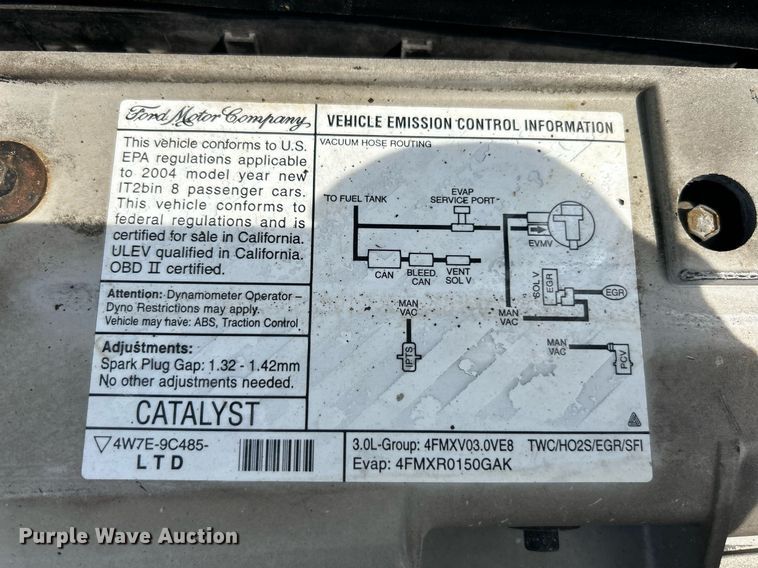 Ford Motor Company
This vehicle conforms to U.S.
EPA regulations applicable
to 2004 model year new
IT2bin 8 passenger cars.
This vehicle conforms to
federal regulations and is
certified for sale in California.
ULEV qualified in California.
OBD II certified.
Attention: Dynamometer Operator –
Dyno Restrictions may apply.
Vehicle may have: ABS, Traction Control
Adjustments:
Spark Plug Gap: 1.32 - 1.42mm
No other adjustments needed.
CATALYST
4W7E-9C485-
LTD
VEHICLE EMISSION CONTROL INFORMATION
VACUUM HOSE ROUTING
TO FUEL TANK
EVAP
SERVICE PORT
EVMV
CAN
BLEED
CAN
VENT
SOL V
SOL V
EGR
EGR
MAN
VAC
MAN
VAC
MAN
VAC
IPTS
PCV
3.0L-Group: 4FMXV03.0VE8 TWC/HO2S/EGR/SFI
Evap: 4FMXR0150GAK
Purple Wave Auction